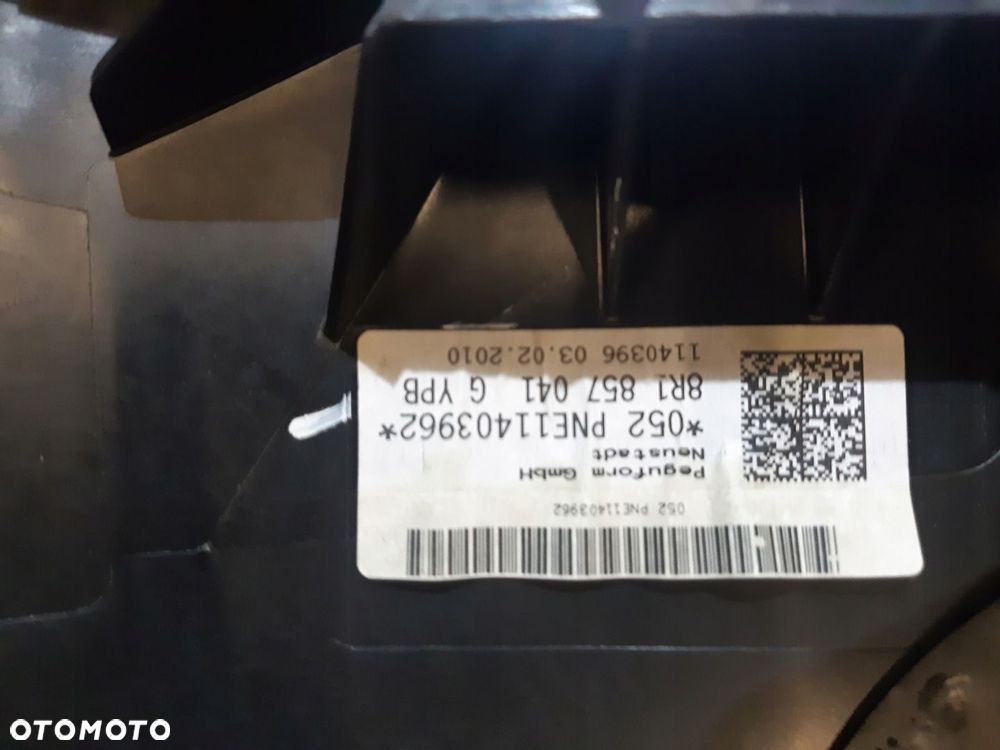 052 PNE11403962
Peguform GmbH
Neustadt
*052 PNE11403962*
8R1 857 041 G YPB
1140396 03.02.2010
OTOMOTO